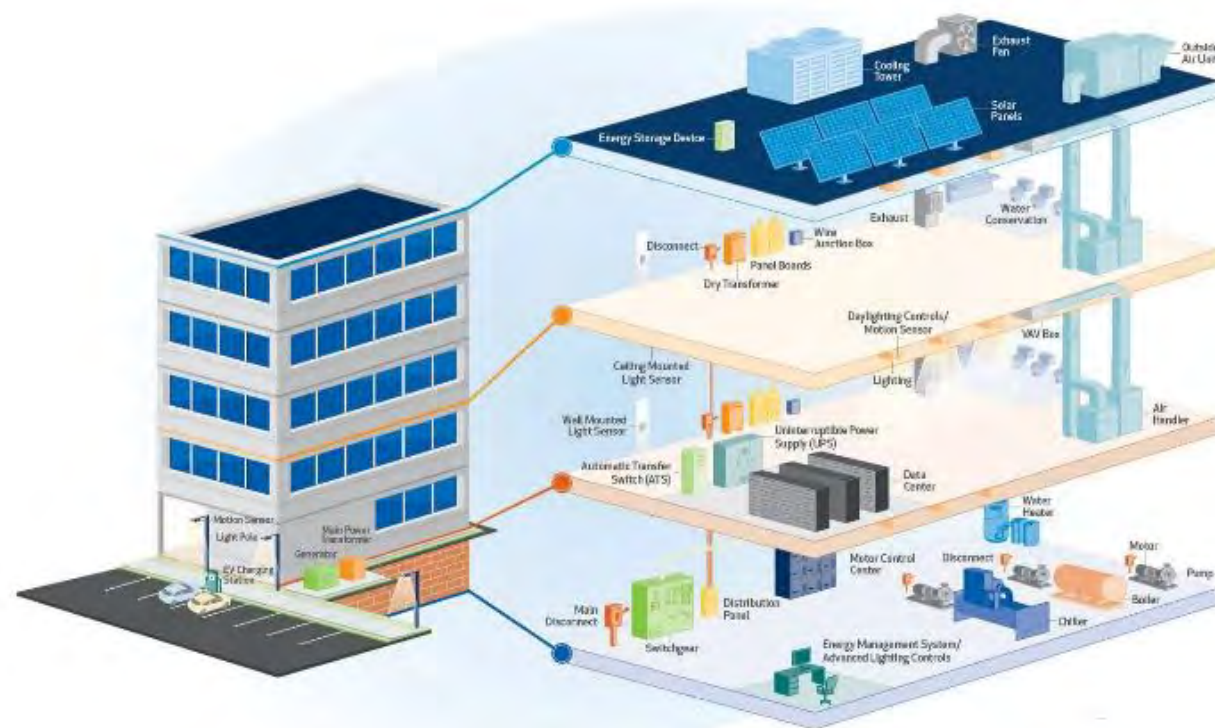 Cooling
Tower
Exhaust
Fan
Outside
Air Unit
Solar
Panels
Energy Storage Device
Exhaust
Water
Conservation
Disconnect
Wire
Junction Box
Panel Boards
Dry Transformer
Daylighting Controls/
Motion Sensor
VAV Box
Ceiling Mounted
Light Sensor
Lighting
Wall Mounted
Light Sensor
Uninterruptible Power
Supply (UPS)
Air
Handler
Automatic Transfer
Switch (ATS)
Data
Center
Motion Sensor
Light Pole
Main Power
Transformer
Generator
EV Charging
Station
Water
Heater
Motor Control
Center
Disconnect
Motor
Pump
Boiler
Chiller
Main
Disconnect
Distribution
Panel
Switchgear
Energy Management System/
Advanced Lighting Controls